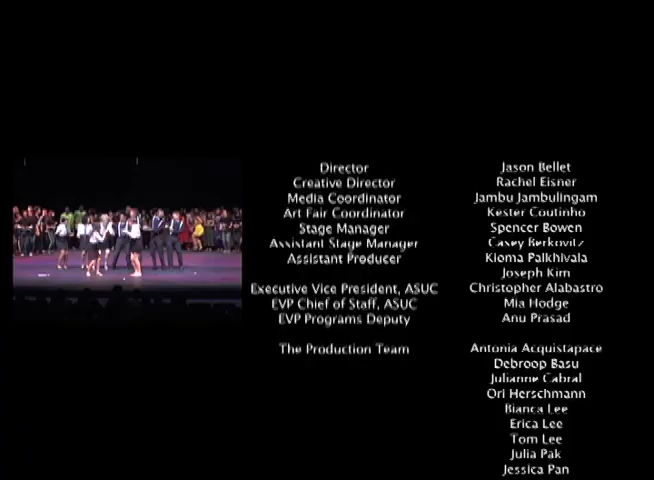 Director Jason Bellet
Creative Director Rachel Eisner
Media Coordinator Jambu Jambulingam
Art Fair Coordinator Kester Coutinho
Stage Manager Spencer Bowen
Assistant Stage Manager Casey Berkovitz
Assistant Producer Kioma Palkhivala
Joseph Kim
Executive Vice President, ASUC Christopher Alabastro
EVP Chief of Staff, ASUC Mia Hodge
EVP Programs Deputy Anu Prasad
The Production Team Antonia Acquistapace
Debroop Basu
Julianne Cabral
Ori Herschmann
Bianca Lee
Erica Lee
Tom Lee
Julia Pak
Jessica Pan